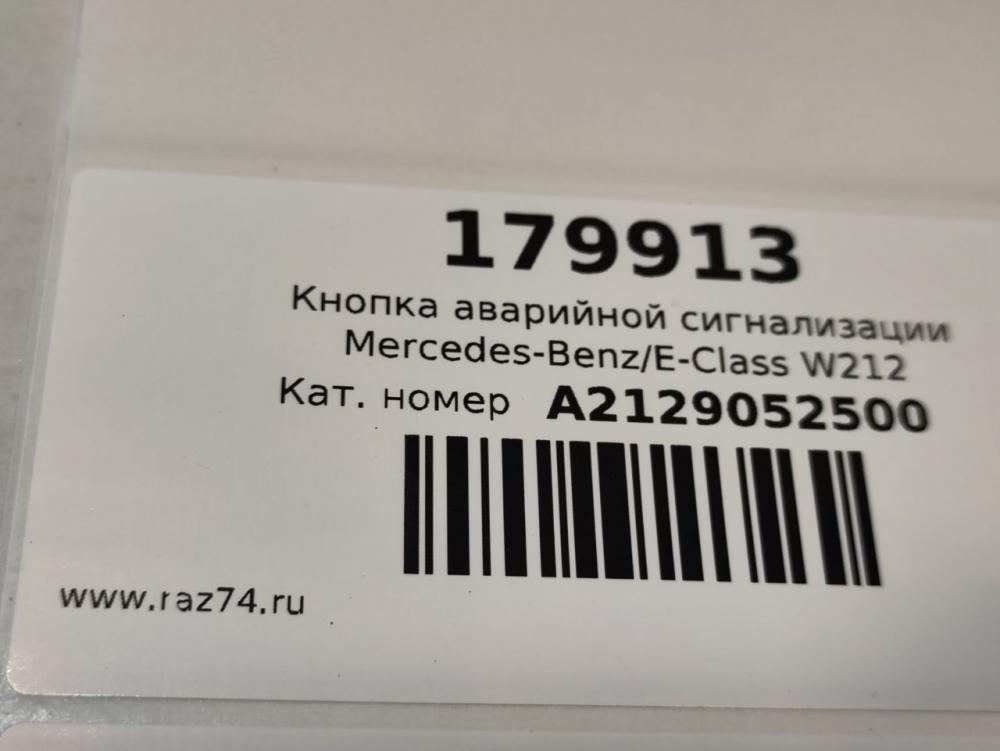 179913
Кнопка аварийной сигнализации
Mercedes-Benz/E-Class W212
Кат. номер A2129052500
www.raz74.ru